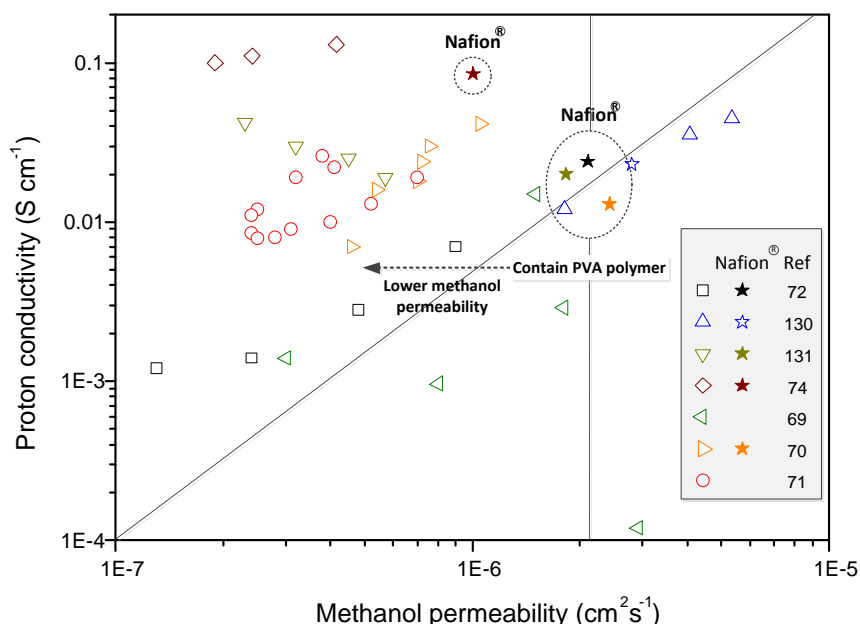 0.1
0.01
1E-3
1E-4
Proton conductivity (S cm⁻¹)
Nafion®
Nafion®
Contain PVA polymer
Lower methanol
permeability
Nafion® Ref
72
130
131
74
69
70
71
1E-7
1E-6
1E-5
Methanol permeability (cm²s⁻¹)